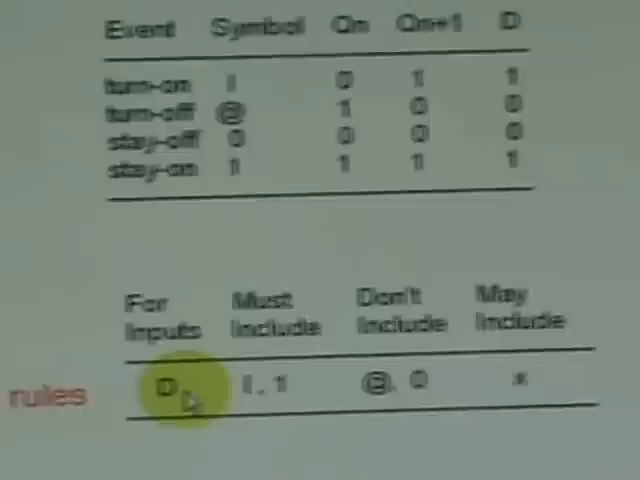 Event Symbol Qn Qn+1 D
turn-on I 0 1 1
turn-off @ 1 0 0
stay-off 0 0 0 0
stay-on 1 1 1 1
For Inputs Must Include Don't Include May Include
rules D I, 1 @, 0 x